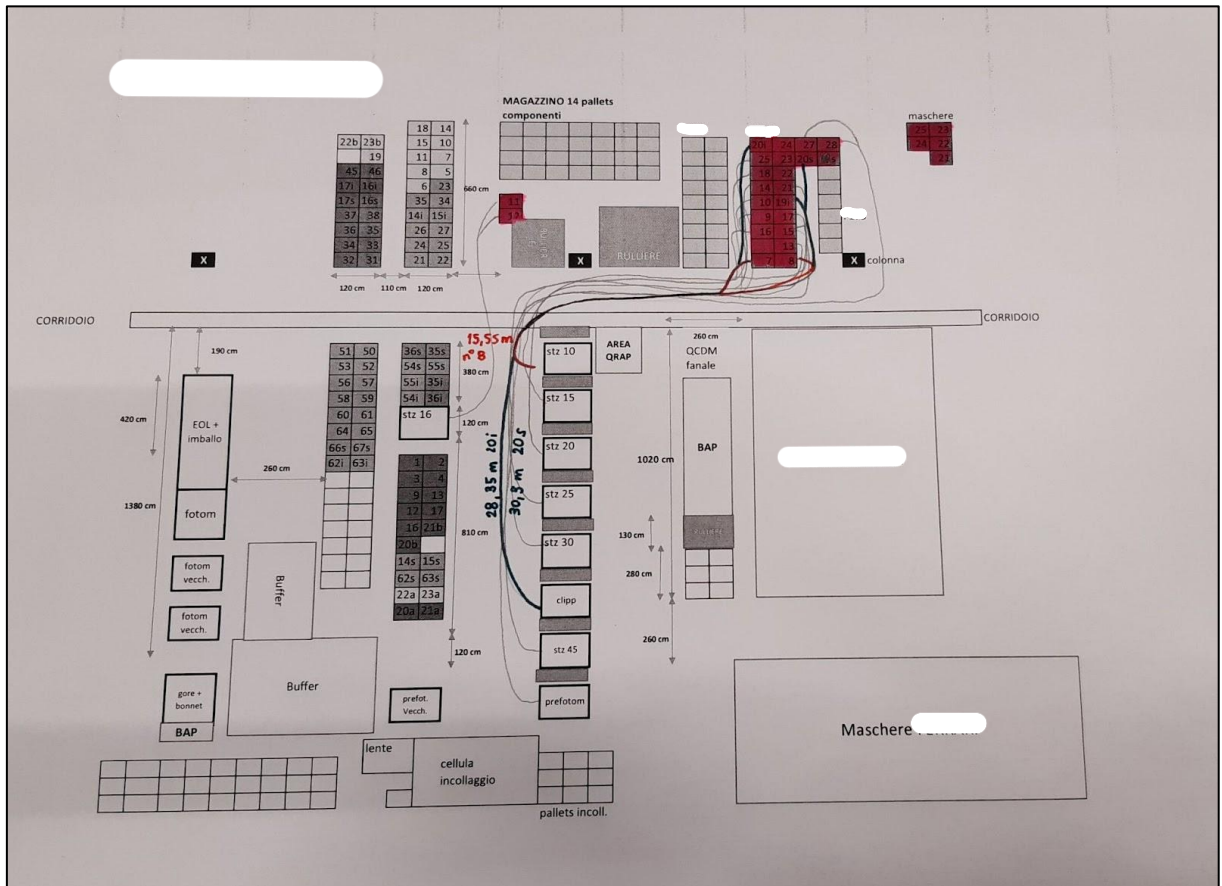 MAGAZZINO 14 pallets
componenti
maschere
25 23
24 22
21
18 14
15 10
11 7
8 5
6 23
35 34
14i 15i
26 27
24 25
21 22
22b 23b
19
45 46
17i 16i
17s 16s
37 38
36 35
34 33
32 31
660 cm
11
12
RULLIERE
20i 24 27 28
25 23 20s
18 22
14 21
10 19i
9 17
16 15
13
7 8
X
X
X colonna
120 cm 110 cm 120 cm
CORRIDOIO
CORRIDOIO
190 cm
15,55 m
n° 8
380 cm
AREA
QRAP
260 cm
QCDM
fanale
51 50
53 52
56 57
58 59
60 61
64 65
66s 67s
62i 63i
36s 35s
54s 55s
55i 35i
54i 36i
stz 16
stz 10
stz 15
stz 20
stz 25
stz 30
clipp
stz 45
prefotom
420 cm
EOL +
imballo
120 cm
260 cm
1380 cm
fotom
28,35 m 20i
30,3 m 20s
1020 cm
BAP
1 2
3 4
9 13
12 17
16 21b
20b
14s 15s
62s 63s
22a 23a
20a 21a
810 cm
130 cm
280 cm
260 cm
fotom
vecch.
fotom
vecch.
Buffer
120 cm
Buffer
gore +
bonnet
BAP
prefot.
Vecch.
Maschere
lente
cellula
incollaggio
pallets incoll.